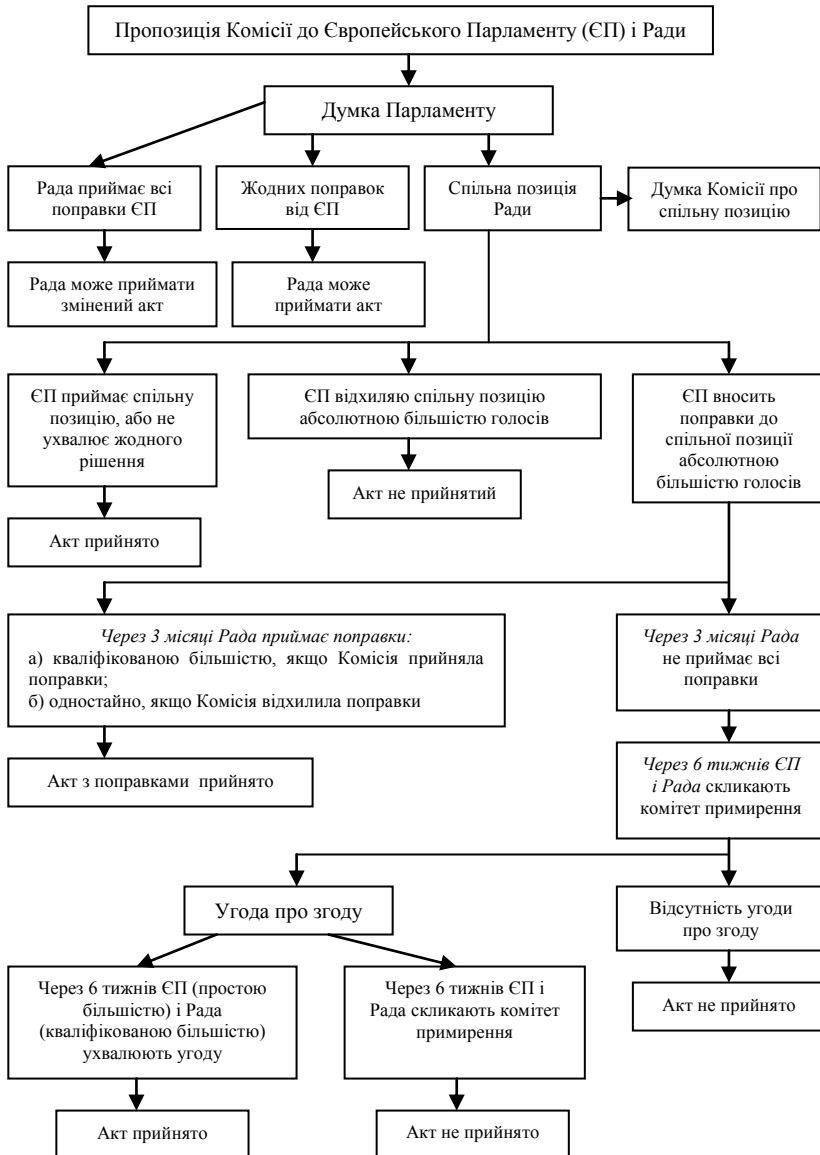 Пропозиція Комісії до Європейського Парламенту (ЄП) і Ради
Думка Парламенту
Рада приймає всі
поправки ЄП
Жодних поправок
від ЄП
Спільна позиція
Ради
Думка Комісії про
спільну позицію
Рада може приймати
змінений акт
Рада може
приймати акт
ЄП приймає спільну
позицію, або не
ухвалює жодного
рішення
ЄП відхиляю спільну позицію
абсолютною більшістю голосів
ЄП вносить
поправки до
спільної позиції
абсолютною
більшістю голосів
Акт не прийнятий
Акт прийнято
Через 3 місяці Рада приймає поправки:
а) кваліфікованою більшістю, якщо Комісія прийняла
поправки;
б) одностайно, якщо Комісія відхилила поправки
Через 3 місяці Рада
не приймає всі
поправки
Акт з поправками прийнято
Через 6 тижнів ЄП
і Рада скликають
комітет примирення
Угода про згоду
Відсутність угоди
про згоду
Через 6 тижнів ЄП (простою
більшістю) і Рада
(кваліфікованою більшістю)
ухвалюють угоду
Через 6 тижнів ЄП і
Рада скликають комітет
примирення
Акт не прийнято
Акт прийнято
Акт не прийнято